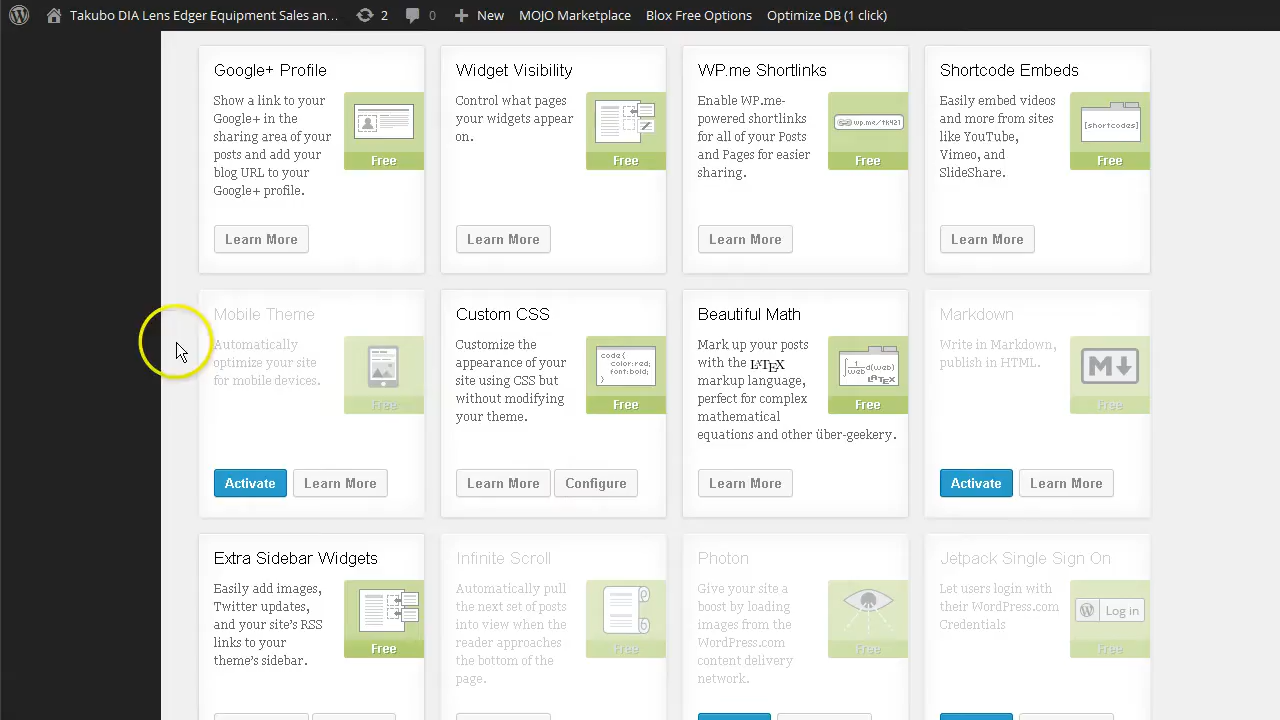 Takubo DIA Lens Edger Equipment Sales an... 2 0 New MOJO Marketplace Blox Free Options Optimize DB (1 click)
Google+ Profile
Show a link to your
Google+ in the
sharing area of your
posts and add your
blog URL to your
Google+ profile.
Free
Learn More
Widget Visibility
Control what pages
your widgets appear
on.
Free
Learn More
WP.me Shortlinks
Enable WP.me-
powered shortlinks
for all of your Posts
and Pages for easier
sharing.
Free
Learn More
Shortcode Embeds
Easily embed videos
and more from sites
like YouTube,
Vimeo, and
SlideShare.
[shortcodes]
Free
Learn More
Mobile Theme
Automatically
optimize your site
for mobile devices.
Free
Activate Learn More
Custom CSS
Customize the
appearance of your
site using CSS but
without modifying
your theme.
code{
color:red;
font:bold;
}
Free
Learn More Configure
Beautiful Math
Mark up your posts
with the LATEX
markup language,
perfect for complex
mathematical
equations and other über-geekery.
Free
Learn More
Markdown
Write in Markdown,
publish in HTML.
M
Free
Activate Learn More
Extra Sidebar Widgets
Easily add images,
Twitter updates,
and your site's RSS
links to your
theme's sidebar.
Free
Infinite Scroll
Automatically pull
the next set of posts
into view when the
reader approaches
the bottom of the
page.
Free
Photon
Give your site a
boost by loading
images from the
WordPress.com
content delivery
network.
Free
Jetpack Single Sign On
Let users login with
their WordPress.com
Credentials
Log in
Free